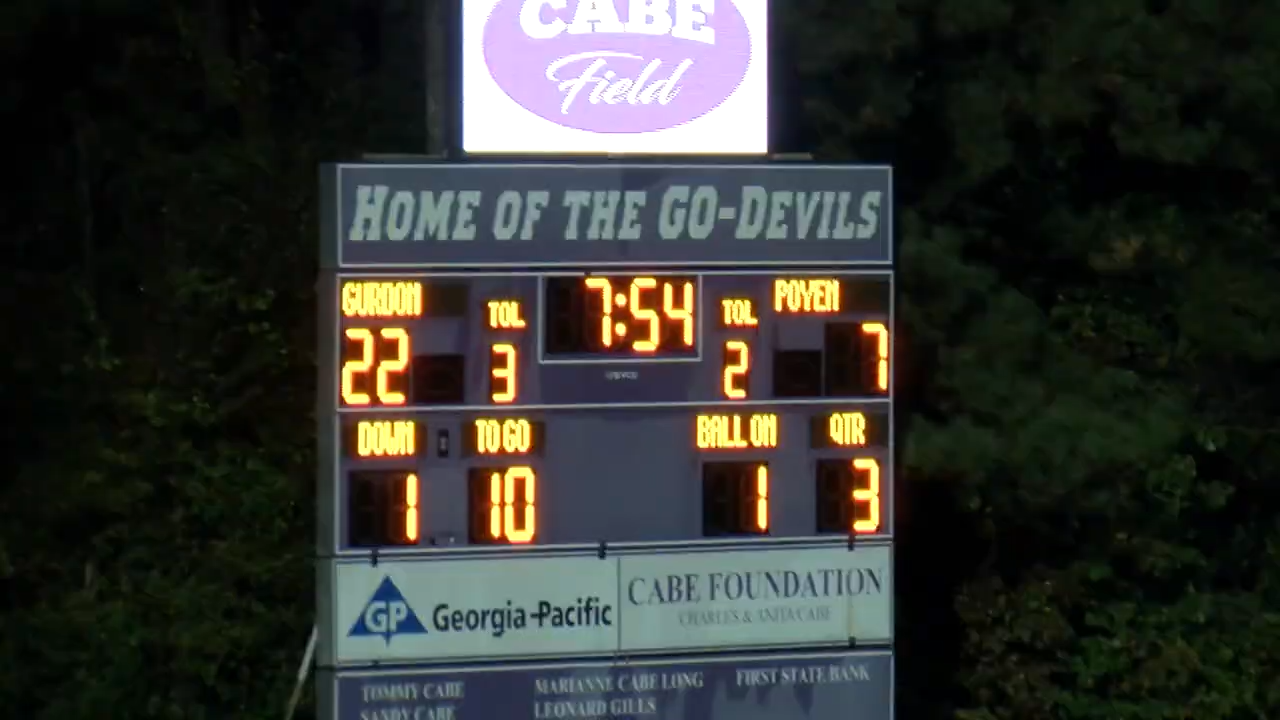 CABE
Field
HOME OF THE GO-DEVILS
GURDON TOL 7:54 TOL POYEN
22 3 2 7
DOWN TO GO BALL ON QTR
1 10 1 3
GP Georgia-Pacific
CABE FOUNDATION
CHARLES & ANITA CABE
TOMMY CABE MARIANNE CABE LONG FIRST STATE BANK
SANDY CABE LEONARD GILLS